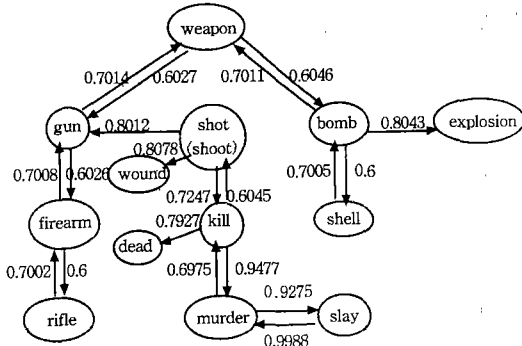 weapon
0.7014 0.6027 0.7011 0.6046
gun 0.8012 shot bomb 0.8043 explosion
0.8078 (shoot)
0.7008 0.6026 wound 0.7005 0.6
0.7247 0.6045
firearm 0.7927 kill shell
dead
0.7002 0.6 0.6975 0.9477
0.9275
rifle murder slay
0.9988